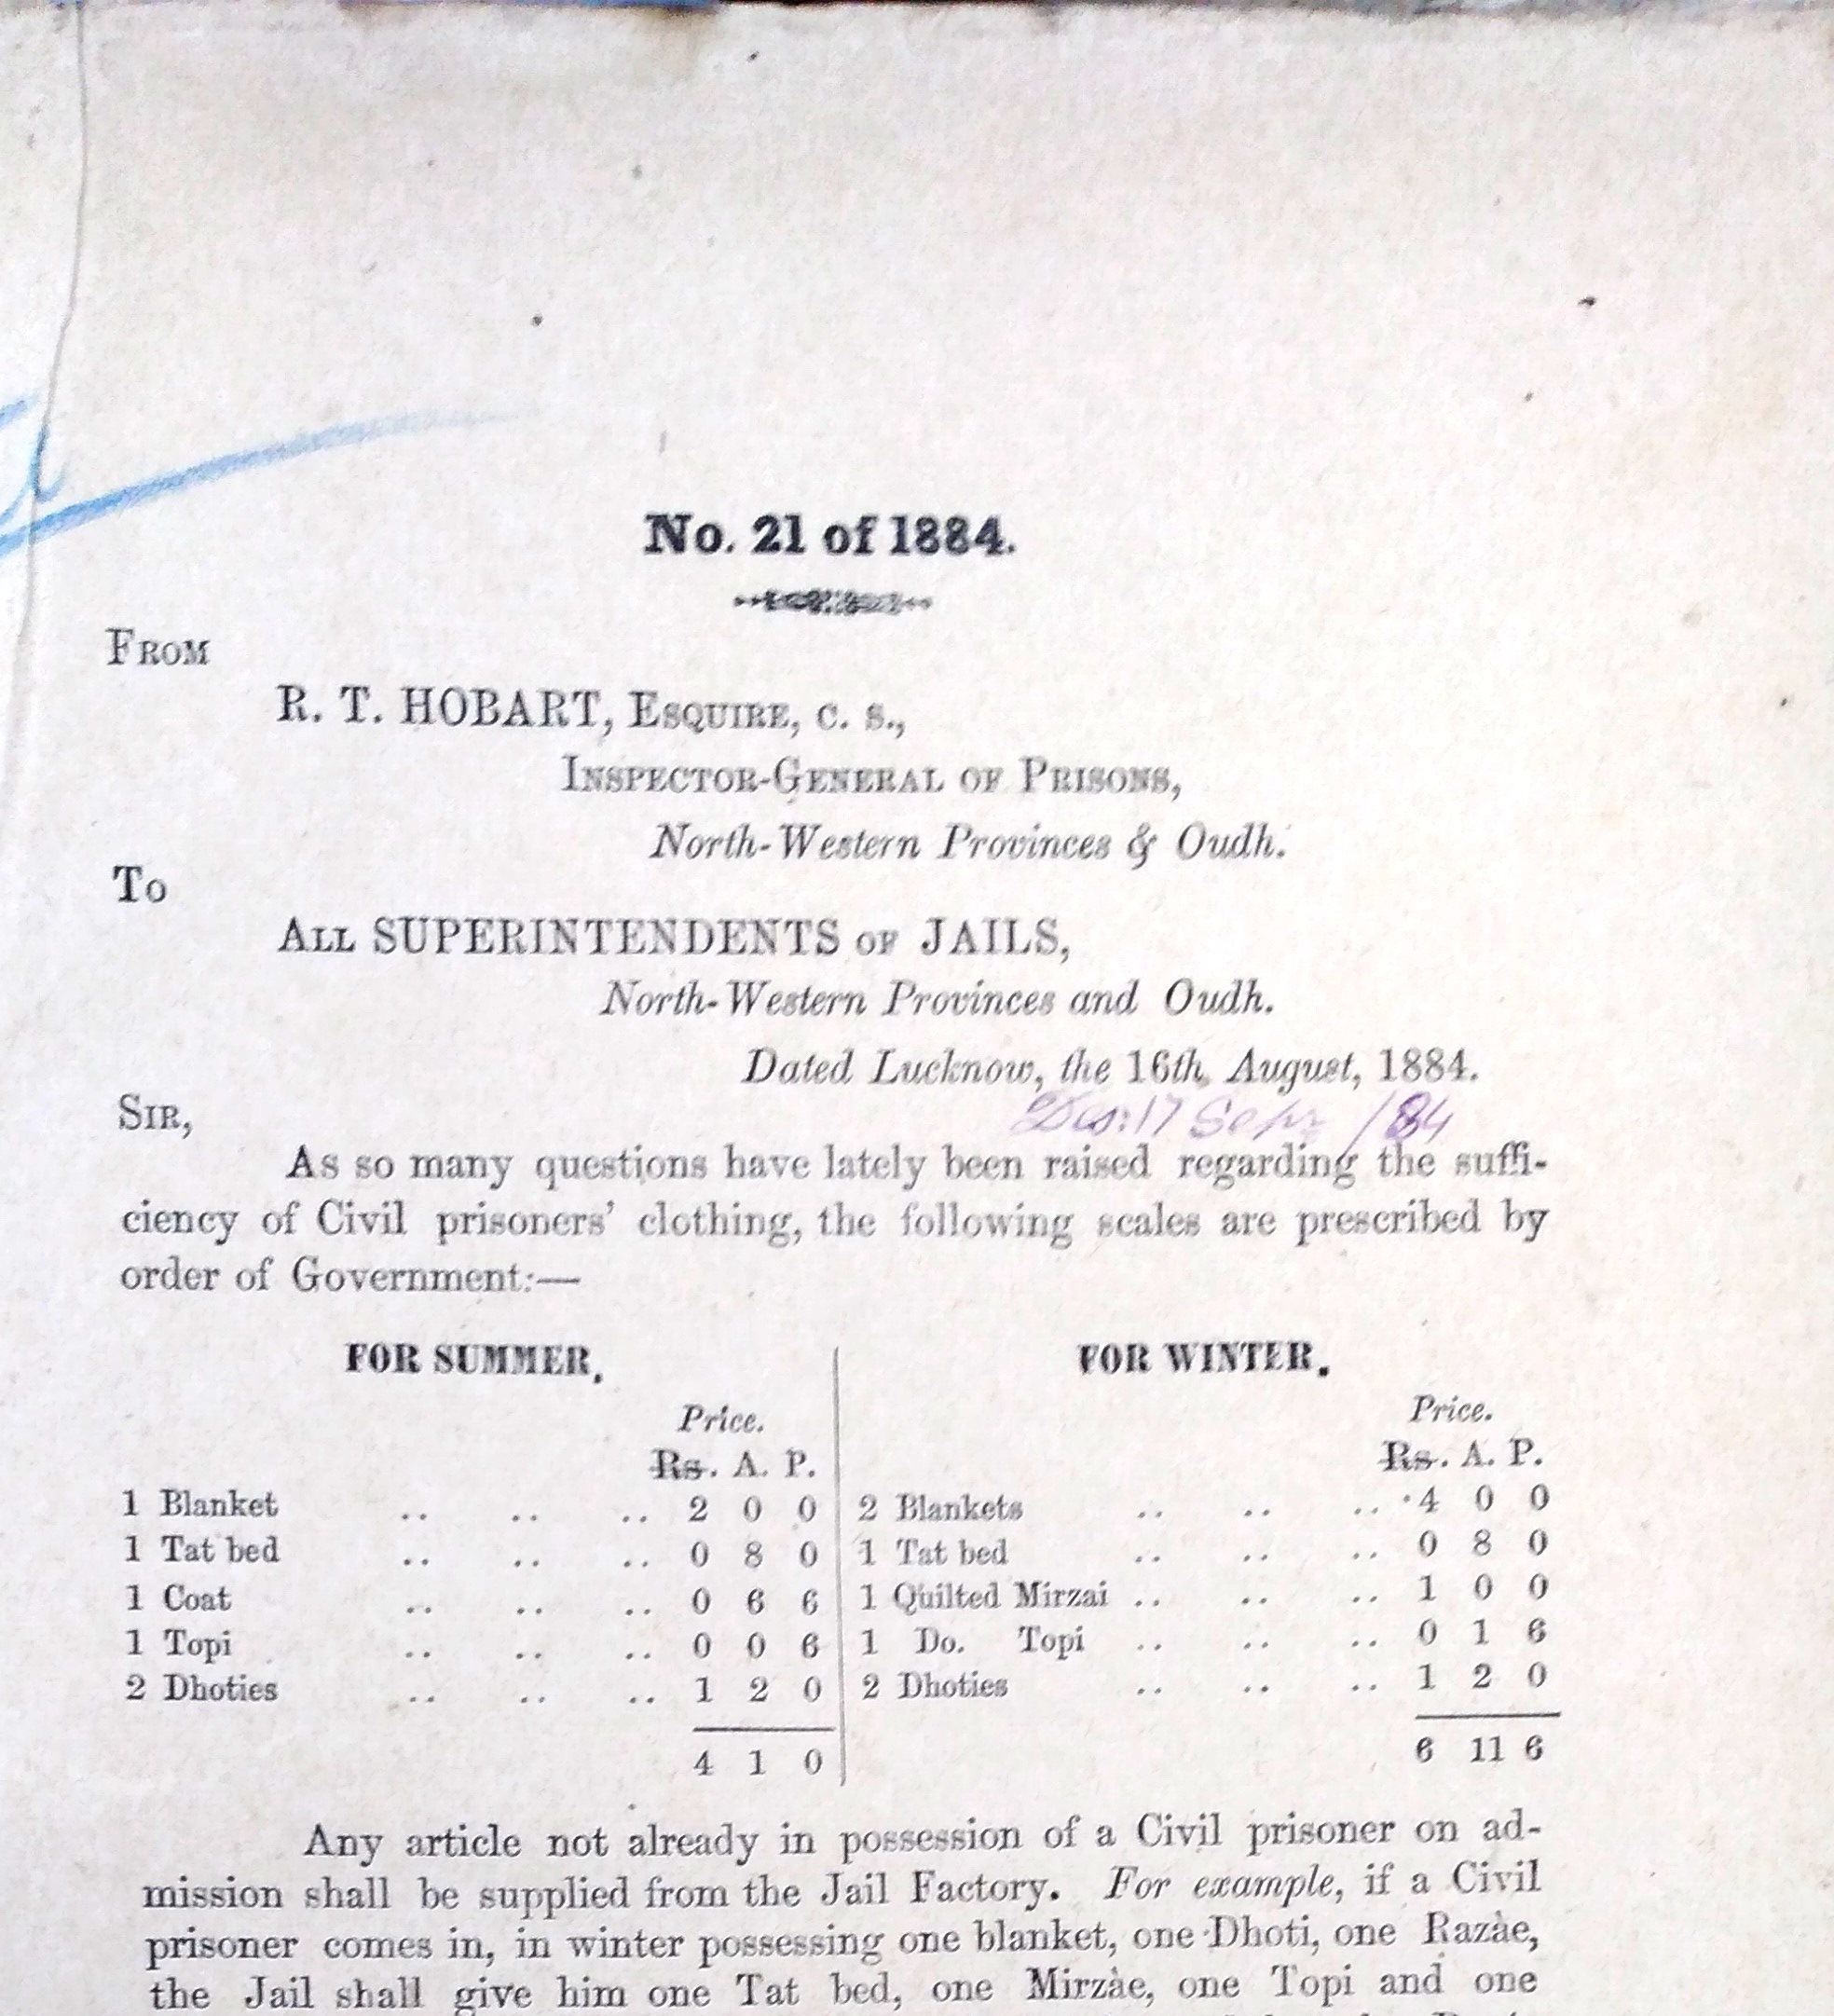 No. 21 of 1884.
FROM
R. T. HOBART, ESQUIRE, C. S.,
INSPECTOR-GENERAL OF PRISONS,
North-Western Provinces & Oudh.
To
ALL SUPERINTENDENTS OF JAILS,
North-Western Provinces and Oudh.
Dated Lucknow, the 16th August, 1884.
17 Sep /84
SIR,
As so many questions have lately been raised regarding the suffi-
ciency of Civil prisoners' clothing, the following scales are prescribed by
order of Government:—
FOR SUMMER.
Price.
Rs. A. P.
1 Blanket .. .. .. 2 0 0
1 Tat bed .. .. .. 0 8 0
1 Coat .. .. .. 0 6 6
1 Topi .. .. .. 0 0 6
2 Dhoties .. .. .. 1 2 0
4 1 0
FOR WINTER.
Price.
Rs. A. P.
2 Blankets .. .. .. 4 0 0
1 Tat bed .. .. .. 0 8 0
1 Quilted Mirzai .. .. .. 1 0 0
1 Do. Topi .. .. .. 0 1 6
2 Dhoties .. .. .. 1 2 0
6 11 6
Any article not already in possession of a Civil prisoner on ad-
mission shall be supplied from the Jail Factory. For example, if a Civil
prisoner comes in, in winter possessing one blanket, one Dhoti, one Razàe,
the Jail shall give him one Tat bed, one Mirzàe, one Topi and one